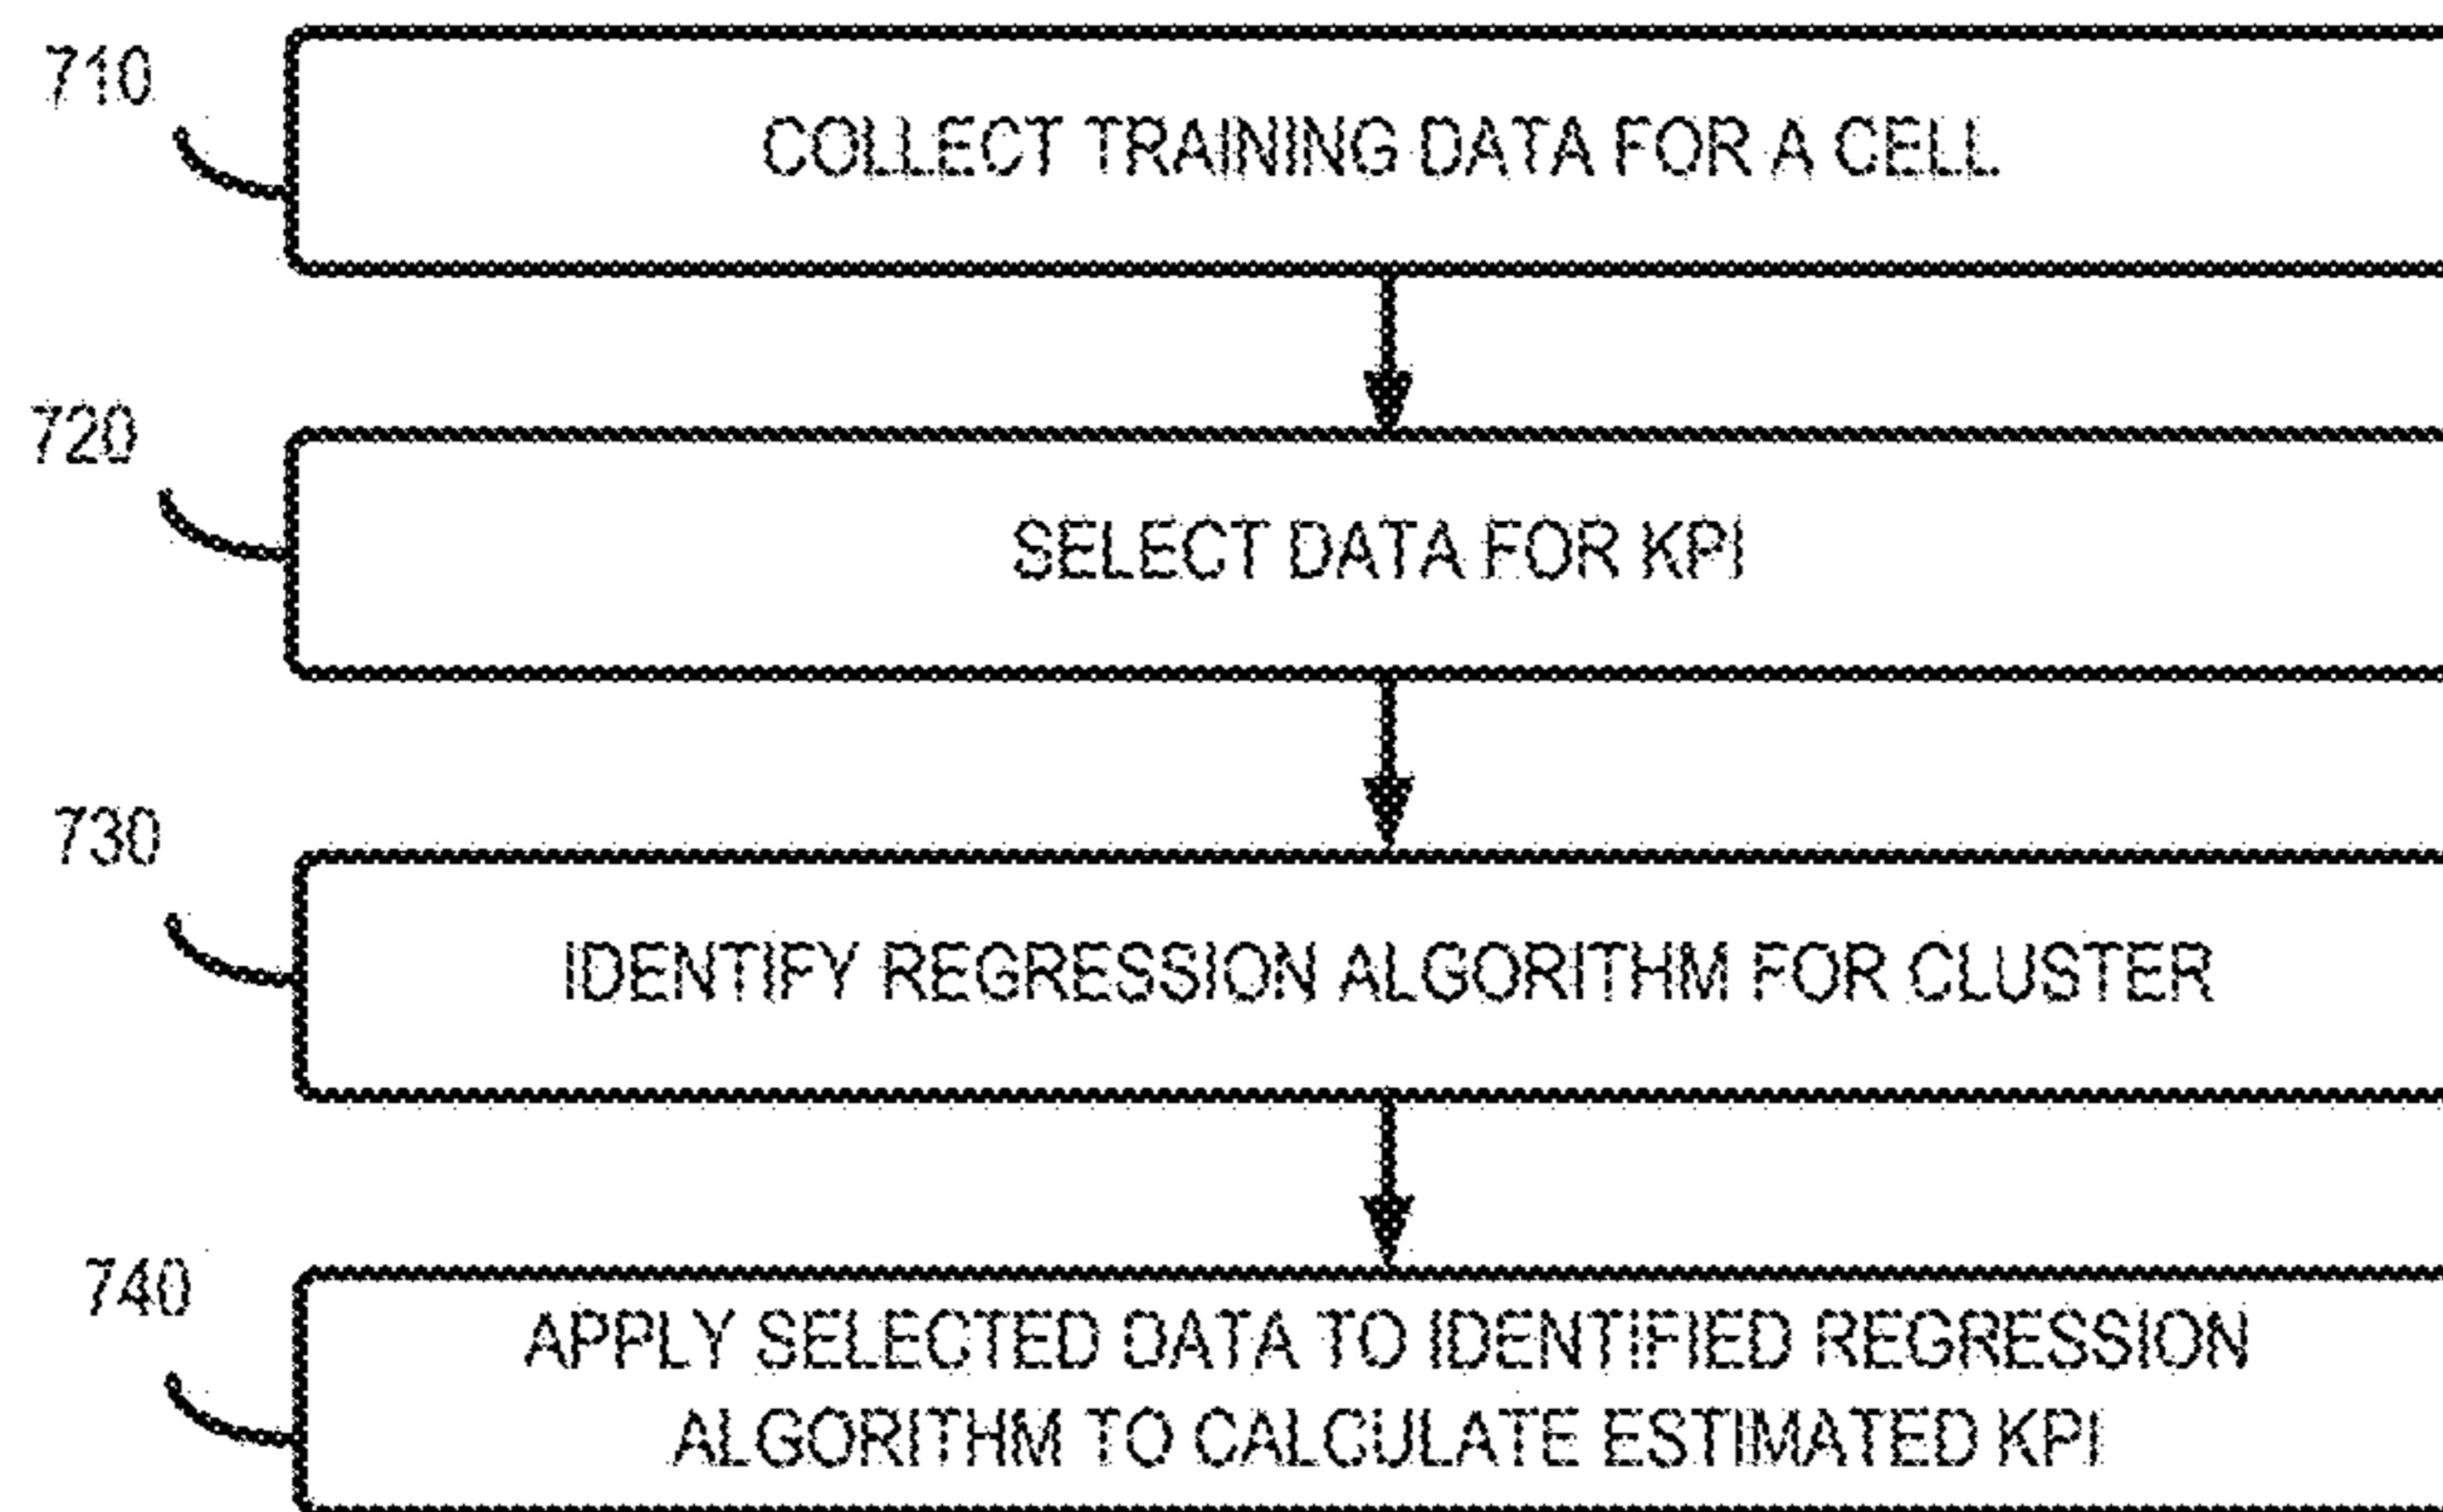 710
COLLECT TRAINING DATA FOR A CELL
720
SELECT DATA FOR KPI
730
IDENTIFY REGRESSION ALGORITHM FOR CLUSTER
740
APPLY SELECTED DATA TO IDENTIFIED REGRESSION
ALGORITHM TO CALCULATE ESTIMATED KPI